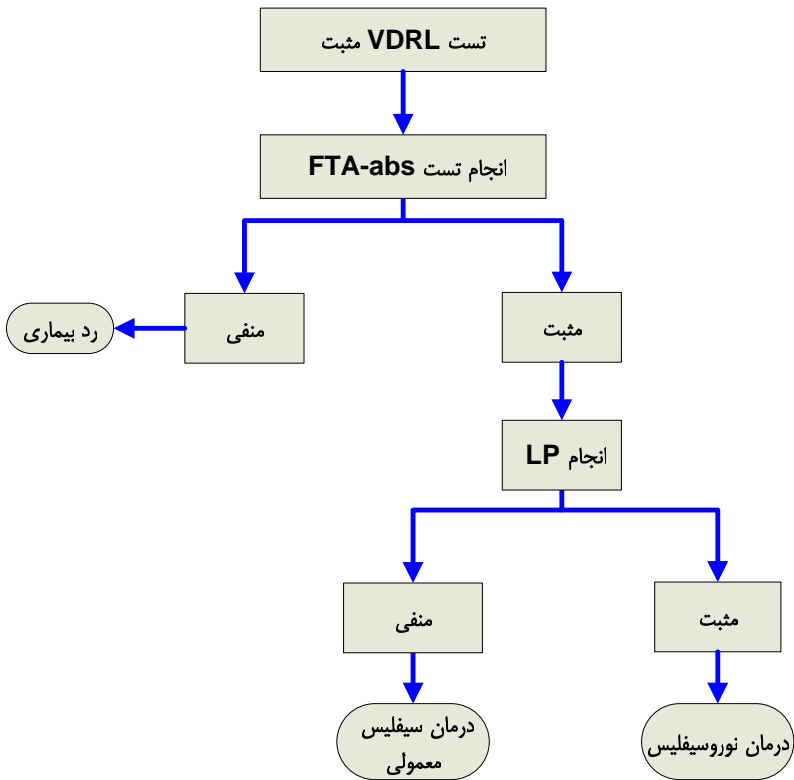 تست VDRL مثبت
انجام تست FTA-abs
مثبت
منفی
رد بیماری
انجام LP
مثبت
منفی
درمان نوروسیفلیس
درمان سیفلیس
معمولی